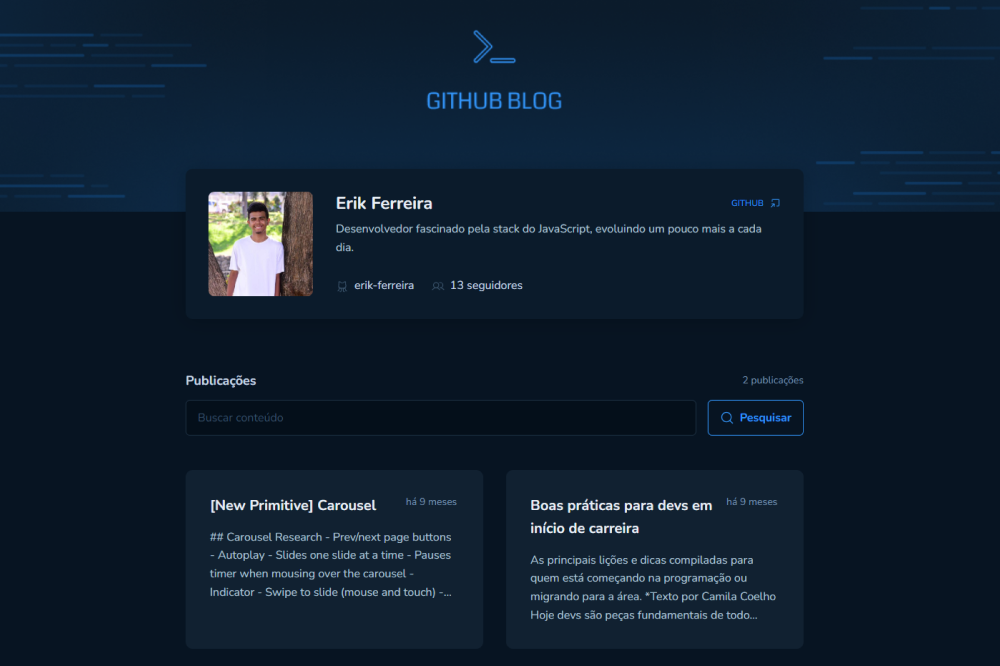 GITHUB BLOG
Erik Ferreira
GITHUB
Desenvolvedor fascinado pela stack do JavaScript, evoluindo um pouco mais a cada
dia.
erik-ferreira
13 seguidores
Publicações
2 publicações
Buscar conteúdo
Pesquisar
[New Primitive] Carousel
há 9 meses
## Carousel Research - Prev/next page buttons
- Autoplay - Slides one slide at a time - Pauses
timer when mousing over the carousel -
Indicator - Swipe to slide (mouse and touch) -...
Boas práticas para devs em
início de carreira
há 9 meses
As principais lições e dicas compiladas para
quem está começando na programação ou
migrando para a área. *Texto por Camila Coelho
Hoje devs são peças fundamentais de todo...